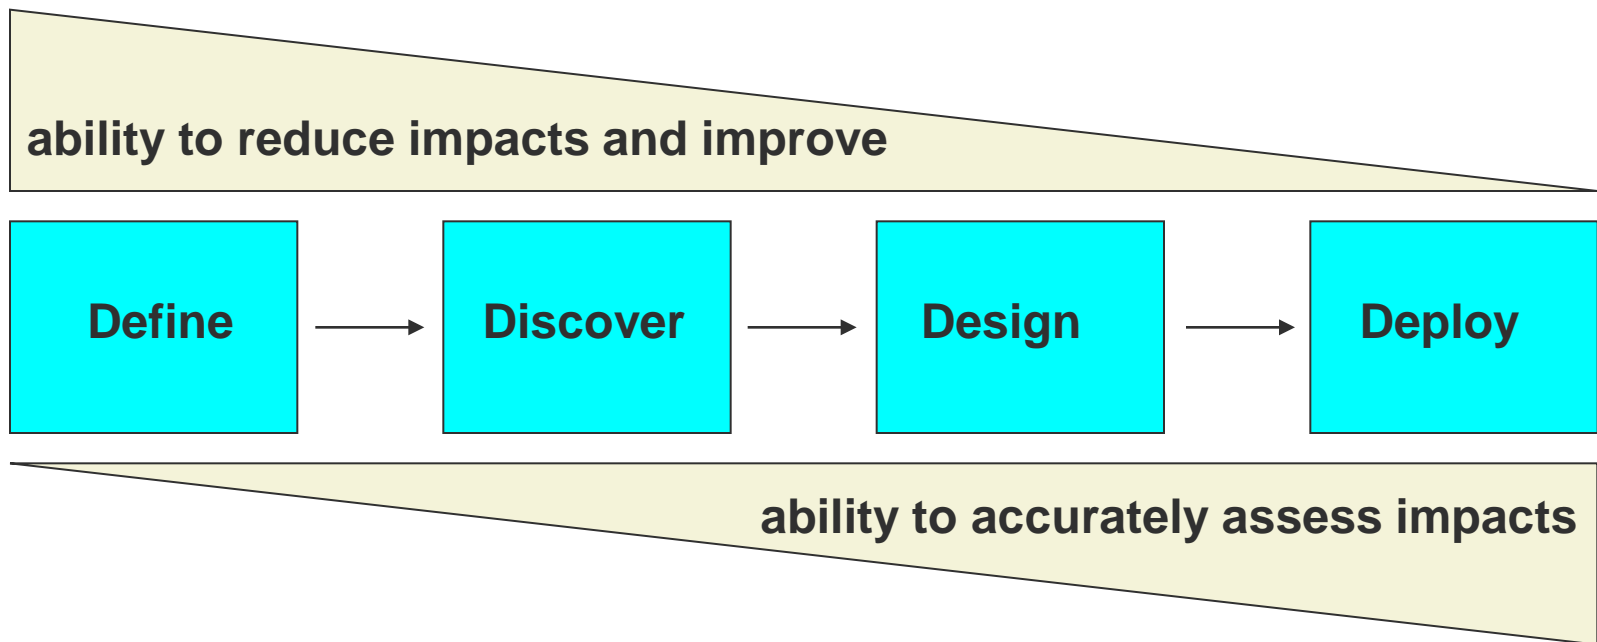 ability to reduce impacts and improve
Define
Discover
Design
Deploy
ability to accurately assess impacts